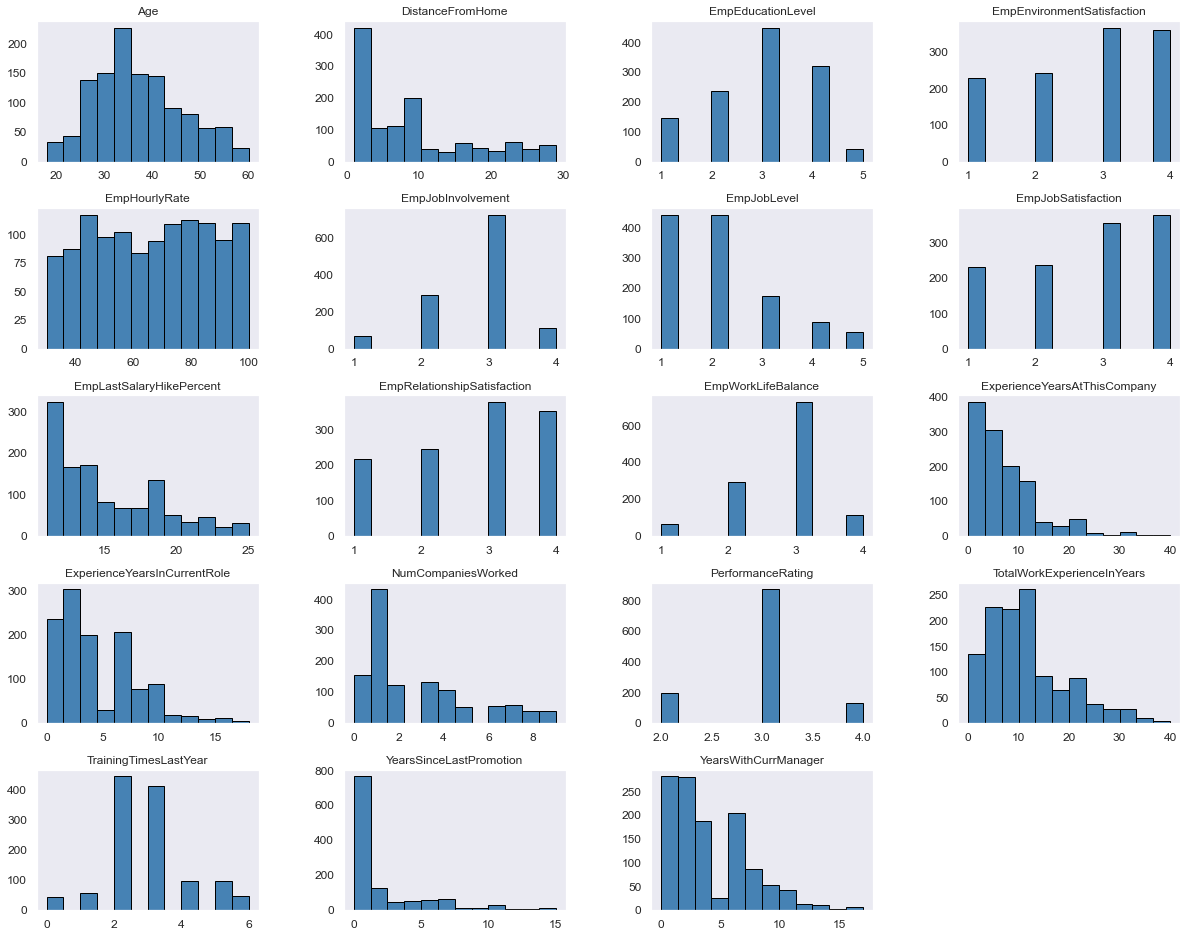 Age
200
150
100
50
0
20 30 40 50 60
DistanceFromHome
400
300
200
100
0
0 10 20 30
EmpEducationLevel
400
300
200
100
0
1 2 3 4 5
EmpEnvironmentSatisfaction
300
200
100
0
1 2 3 4
EmpHourlyRate
100
75
50
25
0
40 60 80 100
EmpJobInvolvement
600
400
200
0
1 2 3 4
EmpJobLevel
400
300
200
100
0
1 2 3 4 5
EmpJobSatisfaction
300
200
100
0
1 2 3 4
EmpLastSalaryHikePercent
300
200
100
0
15 20 25
EmpRelationshipSatisfaction
300
200
100
0
1 2 3 4
EmpWorkLifeBalance
600
400
200
0
1 2 3 4
ExperienceYearsAtThisCompany
400
300
200
100
0
0 10 20 30 40
ExperienceYearsInCurrentRole
300
200
100
0
0 5 10 15
NumCompaniesWorked
400
300
200
100
0
0 2 4 6 8
PerformanceRating
800
600
400
200
0
2.0 2.5 3.0 3.5 4.0
TotalWorkExperienceInYears
250
200
150
100
50
0
0 10 20 30 40
TrainingTimesLastYear
400
300
200
100
0
0 2 4 6
YearsSinceLastPromotion
800
600
400
200
0
0 5 10 15
YearsWithCurrManager
250
200
150
100
50
0
0 5 10 15